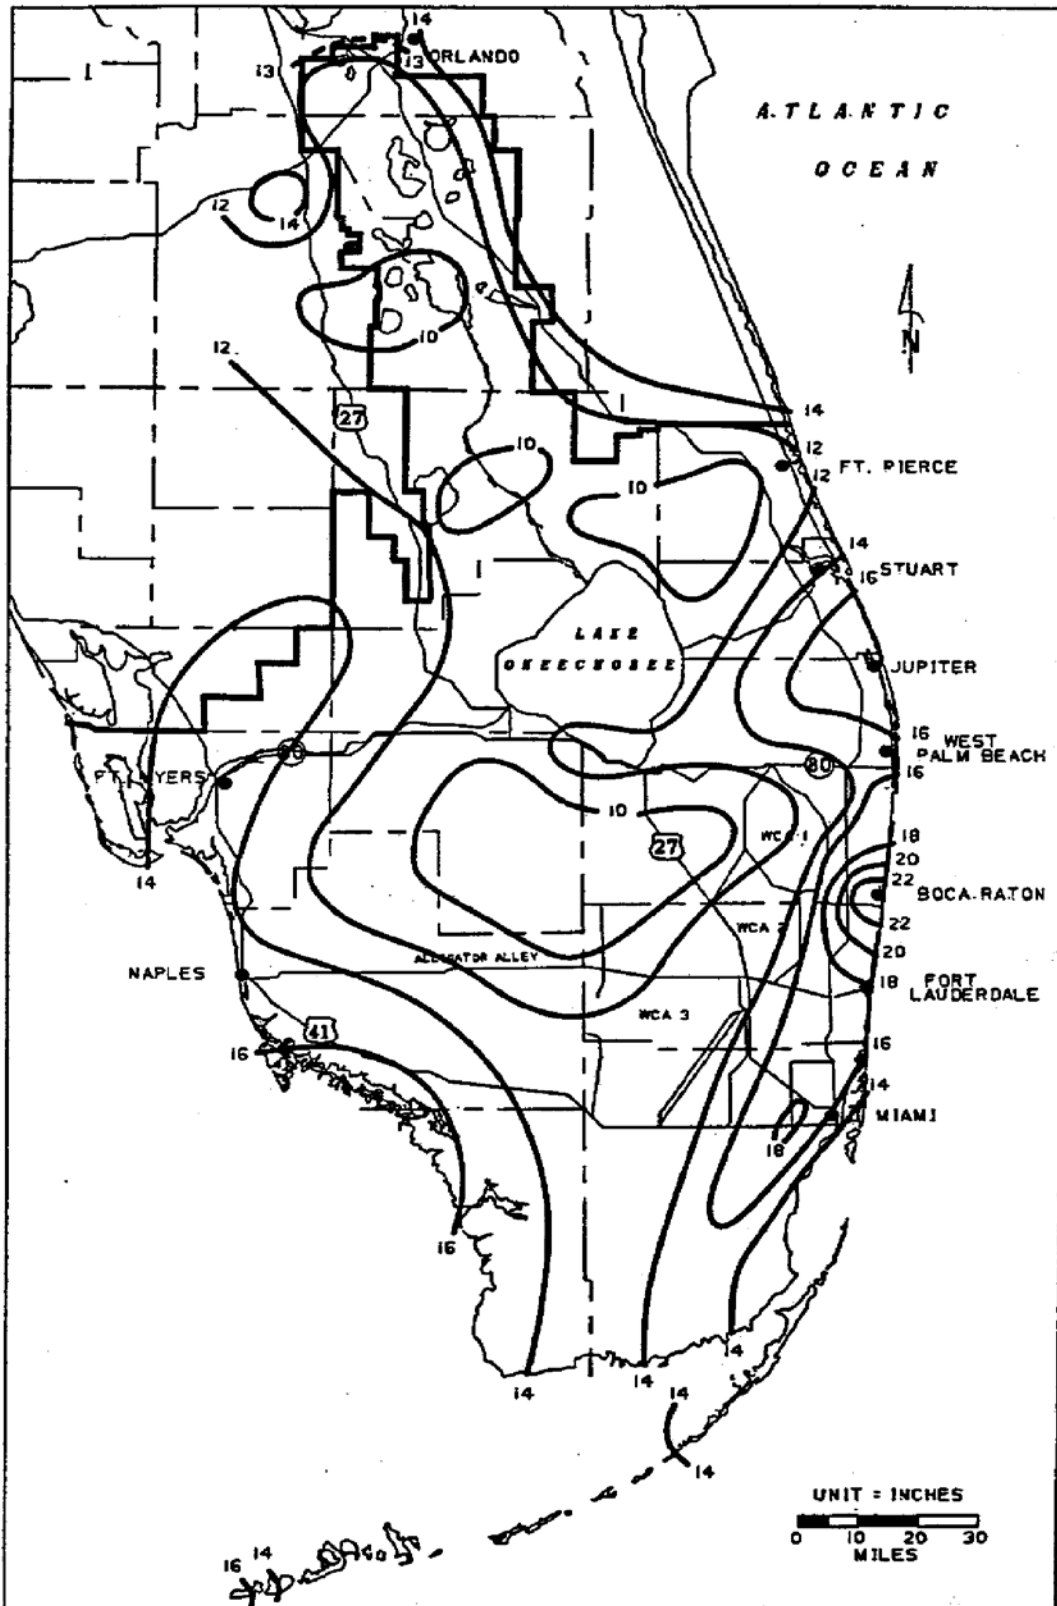 14
ORLANDO
13
13
ATLANTIC
OCEAN
12
14
N
10
12
27
14
12
10
FT. PIERCE
12
10
14
STUART
16
LAKE
OKEECHOBEE
JUPITER
16
WEST
PALM BEACH
80
80
16
FT. MYERS
10
WCA 1
18
27
20
22
BOCA RATON
14
22
WCA 2
20
ALLIGATOR ALLEY
NAPLES
18
FORT
LAUDERDALE
WCA 3
41
16
16
14
MIAMI
18
16
14
14
14
14
14
UNIT = INCHES
0 10 20 30
MILES
16
14